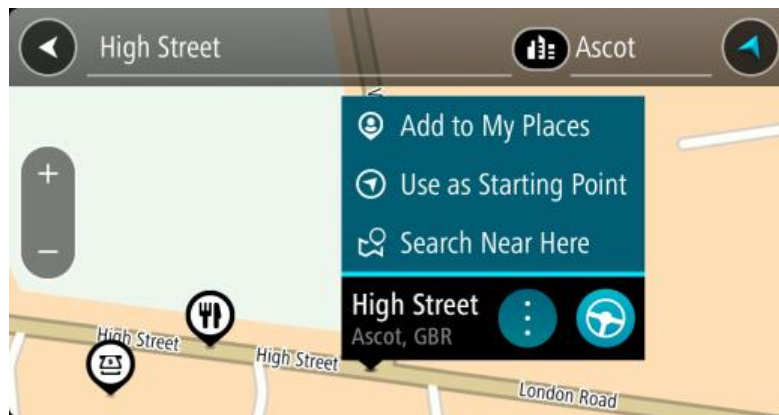 High Street
Ascot
Add to My Places
Use as Starting Point
Search Near Here
High Street
Ascot, GBR
High Street
High Street
London Road